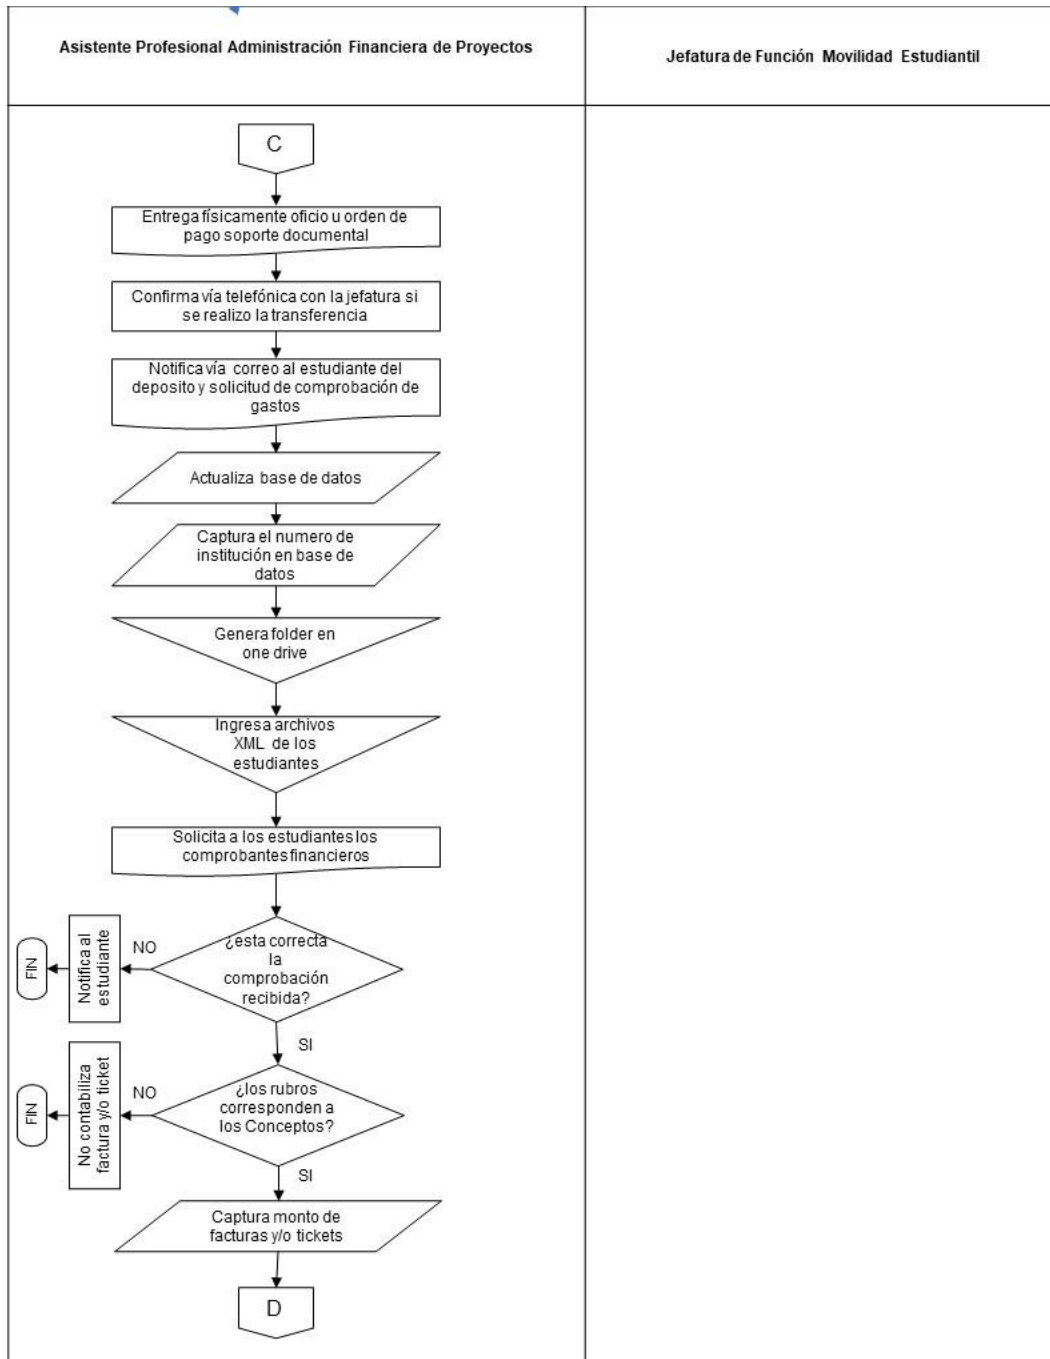 Asistente Profesional Administración Financiera de Proyectos
Jefatura de Función Movilidad Estudiantil
C
Entrega físicamente oficio u orden de
pago soporte documental
Confirma vía telefónica con la jefatura si
se realizo la transferencia
Notifica vía correo al estudiante del
deposito y solicitud de comprobación de
gastos
Actualiza base de datos
Captura el numero de
institución en base de
datos
Genera folder en
one drive
Ingresa archivos
XML de los
estudiantes
Solicita a los estudiantes los
comprobantes financieros
¿esta correcta
la
comprobación
recibida?
NO
Notifica al
estudiante
FIN
SI
¿los rubros
corresponden a
los Conceptos?
NO
No contabiliza
factura y/o ticket
FIN
SI
Captura monto de
facturas y/o tickets
D